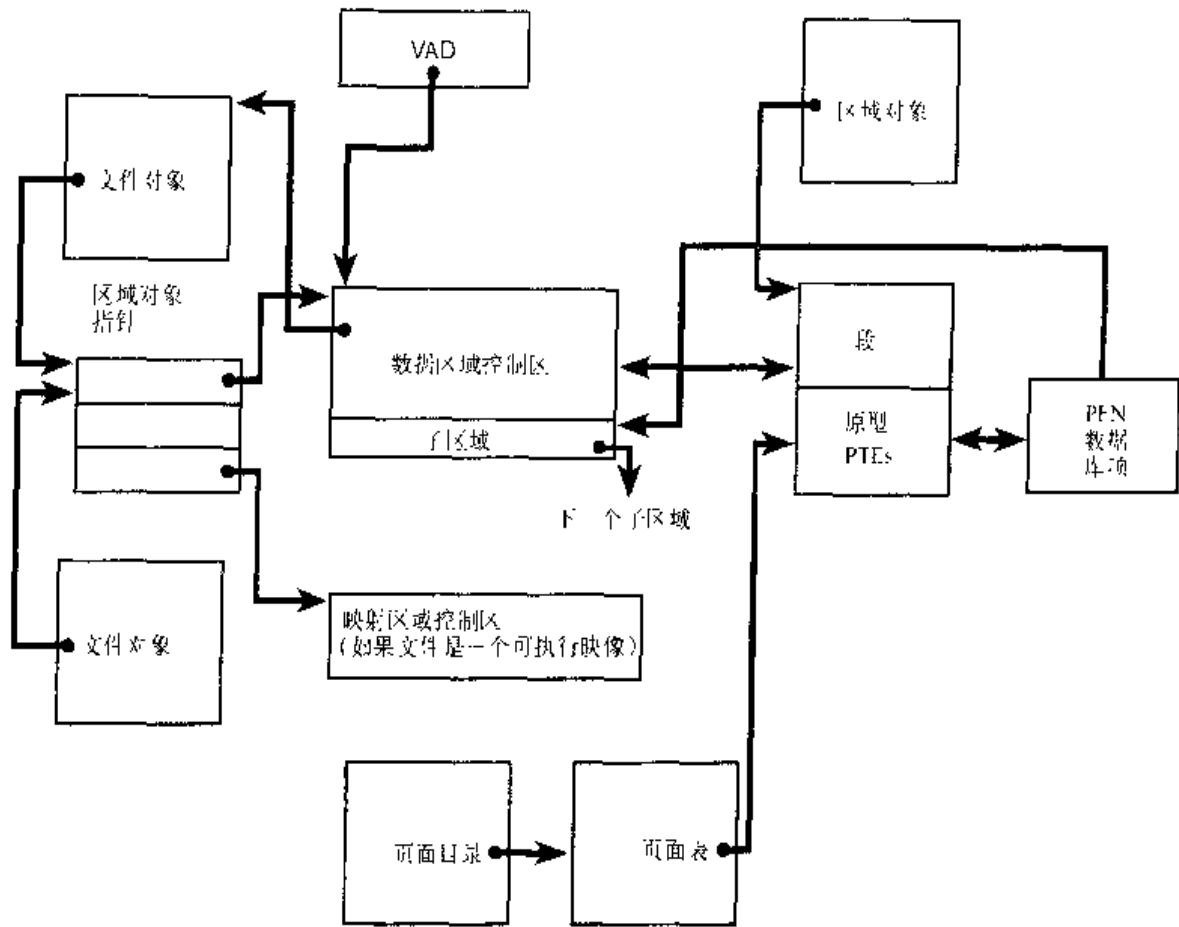 VAD
区域对象
文件对象
区域对象
指针
数据区域控制区
子区域
段
原型
PTEs
PFN
数据
库项
下一个子区域
映射区域控制区
(如果文件是一个可执行映像)
文件对象
页面目录
页面表